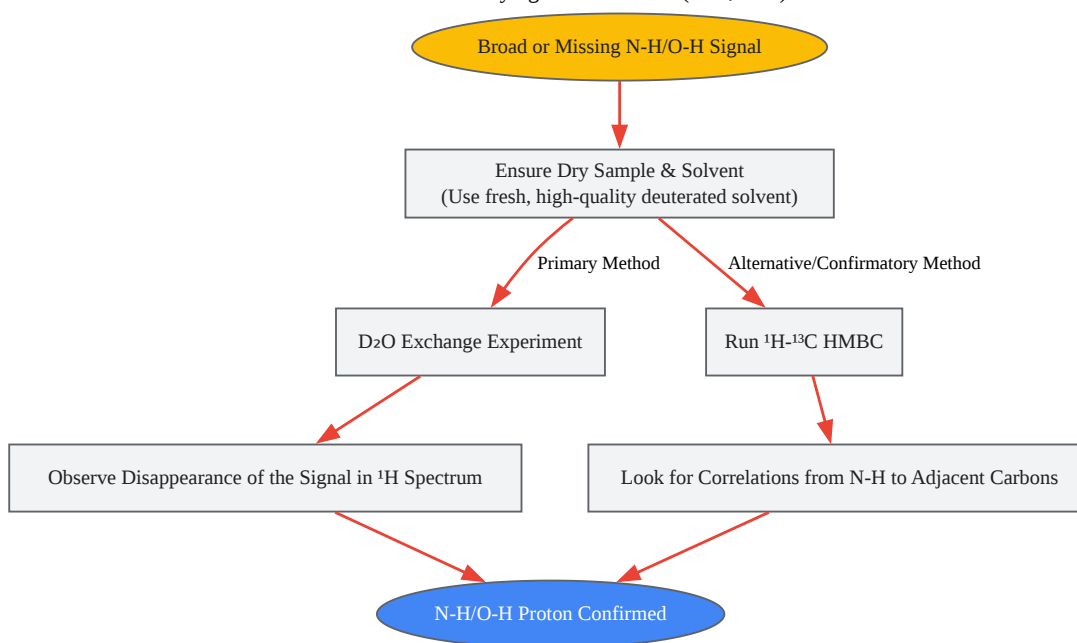 Broad or Missing N-H/O-H Signal
Ensure Dry Sample & Solvent
(Use fresh, high-quality deuterated solvent)
Primary Method
Alternative/Confirmatory Method
D₂O Exchange Experiment
Run ¹H-¹³C HMBC
Observe Disappearance of the Signal in ¹H Spectrum
Look for Correlations from N-H to Adjacent Carbons
N-H/O-H Proton Confirmed